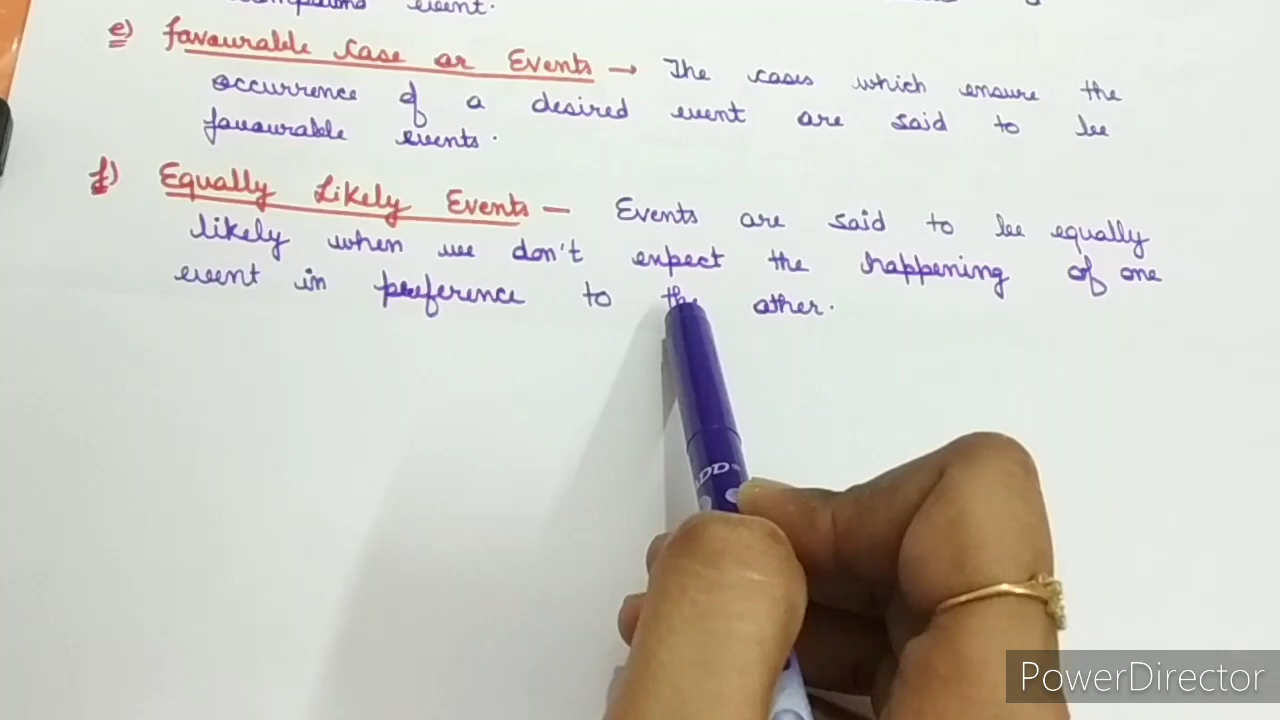 event.
e) favourable case or Events → The cases which ensure the
occurrence of a desired event are said to be
favourable events.
f) Equally Likely Events — Events are said to be equally
likely when we don't expect the happening of one
event in preference to the other.
PowerDirector